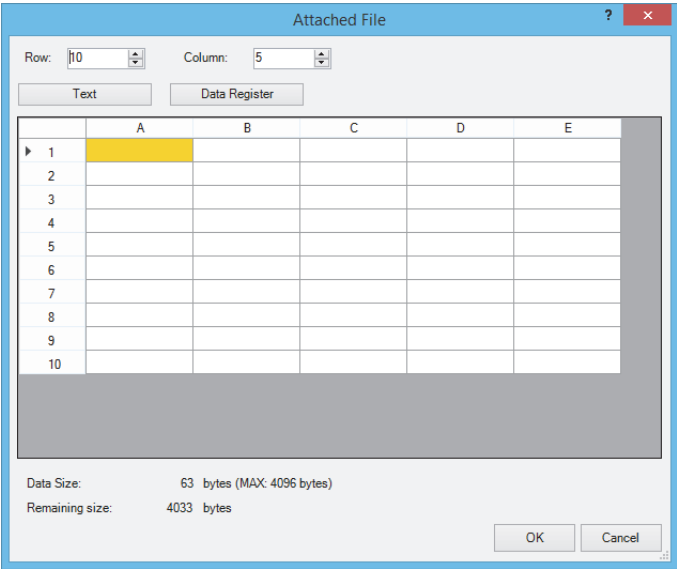 Attached File
? ×
Row: 10 Column: 5
Text Data Register
A B C D E
1
2
3
4
5
6
7
8
9
10
Data Size: 63 bytes (MAX: 4096 bytes)
Remaining size: 4033 bytes
OK Cancel